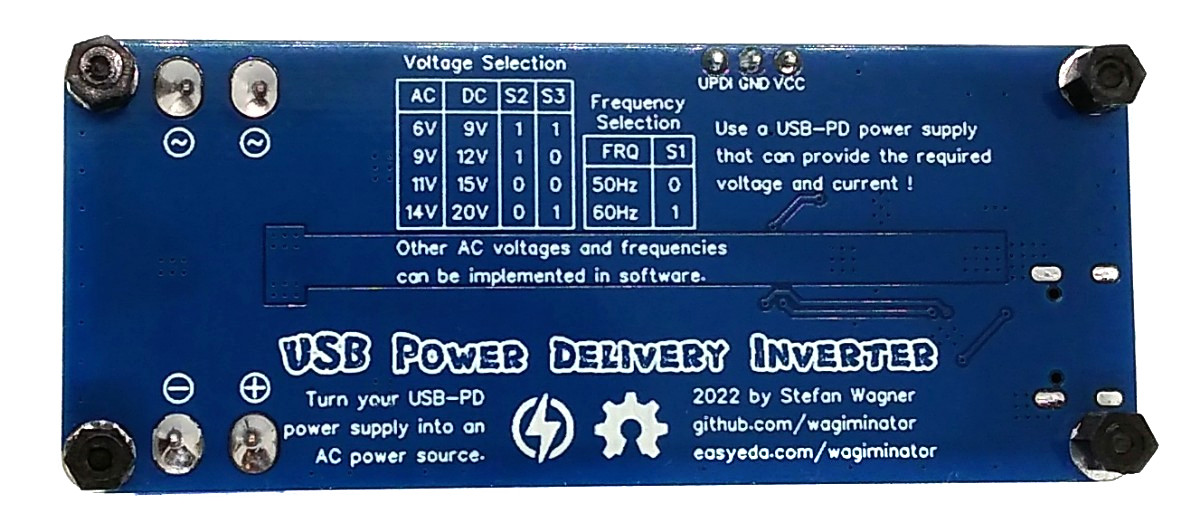 Voltage Selection
AC DC S2 S3
6V 9V 1 1
9V 12V 1 0
11V 15V 0 0
14V 20V 0 1
Frequency
Selection
FRQ S1
50Hz 0
60Hz 1
UPDI GND VCC
Use a USB-PD power supply
that can provide the required
voltage and current !
Other AC voltages and frequencies
can be implemented in software.
USB POWER DELIVERY INVERTER
Turn your USB-PD
power supply into an
AC power source.
2022 by Stefan Wagner
github.com/wagiminator
easyeda.com/wagiminator